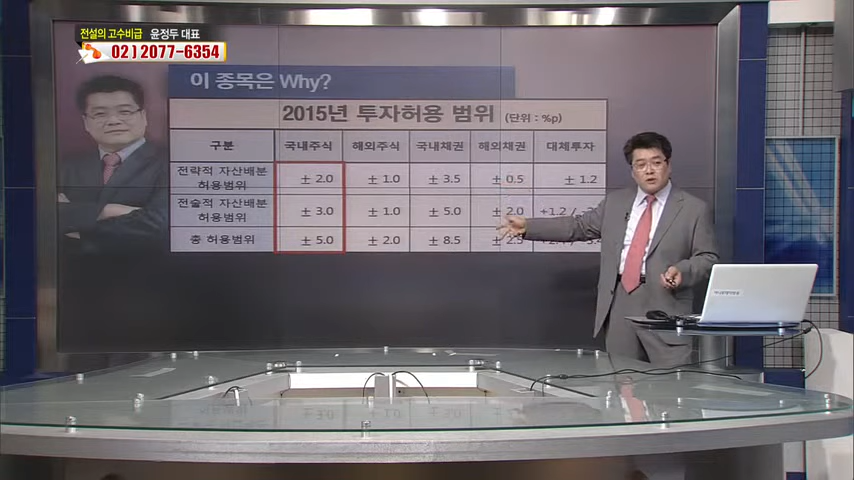 전설의 고수비급 윤정두 대표
02) 2077-6354
이 종목은 Why?
2015년 투자허용 범위 (단위 : %p)
구분 국내주식 해외주식 국내채권 해외채권 대체투자
전략적 자산배분 허용범위 ± 2.0 ± 1.0 ± 3.5 ± 0.5 ± 1.2
전술적 자산배분 허용범위 ± 3.0 ± 1.0 ± 5.0 ± 2.0 +1.2 /
총 허용범위 ± 5.0 ± 2.0 ± 8.5 ± 2.5